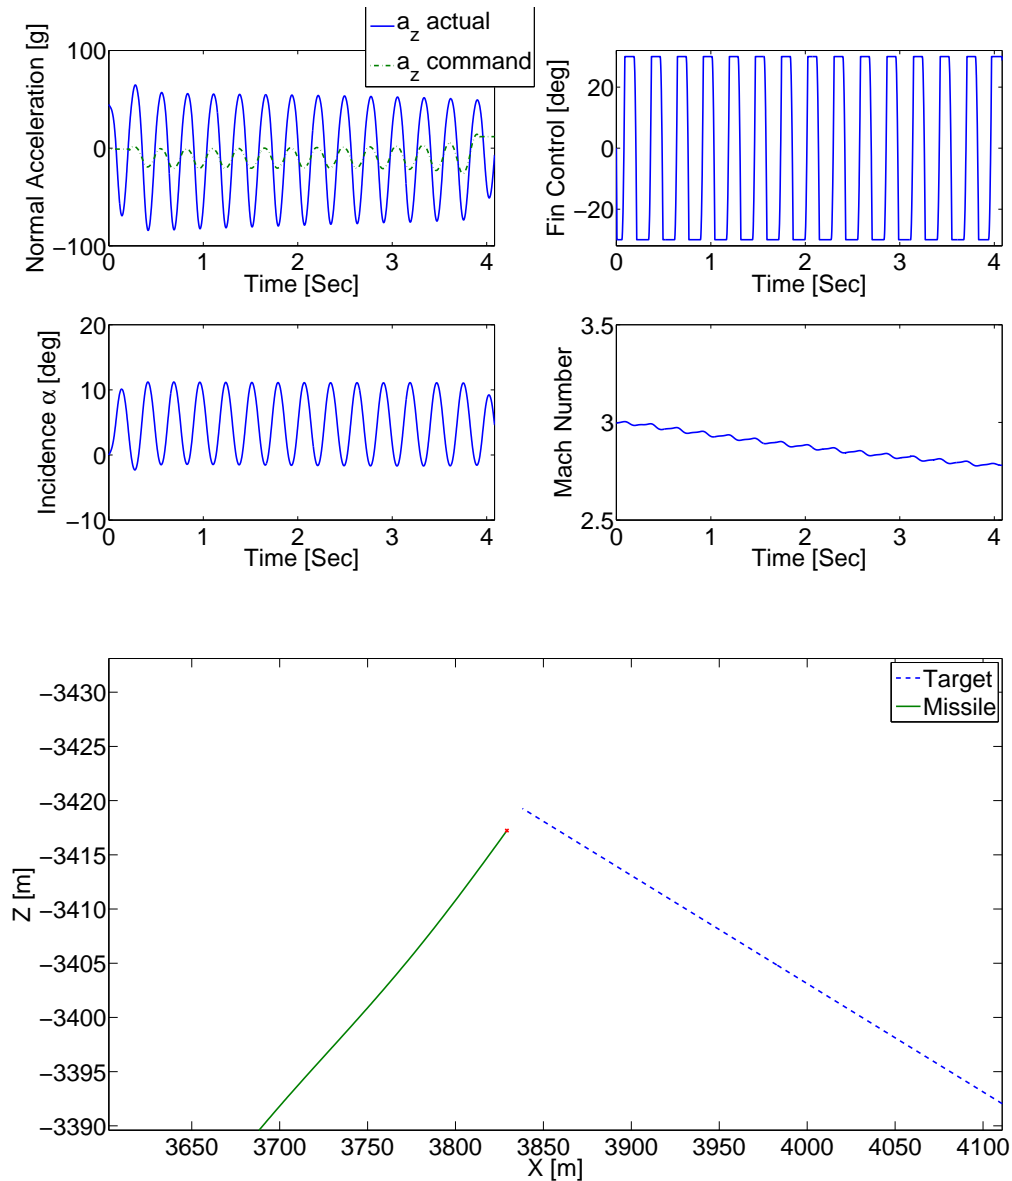 a_z actual
a_z command
Normal Acceleration [g]
100
0
−100
0 1 2 3 4
Time [Sec]
Fin Control [deg]
20
0
−20
0 1 2 3 4
Time [Sec]
Incidence α [deg]
20
10
0
−10
0 1 2 3 4
Time [Sec]
Mach Number
3.5
3
2.5
0 1 2 3 4
Time [Sec]
Target
Missile
Z [m]
−3430
−3425
−3420
−3415
−3410
−3405
−3400
−3395
−3390
3650 3700 3750 3800 3850 3900 3950 4000 4050 4100
X [m]